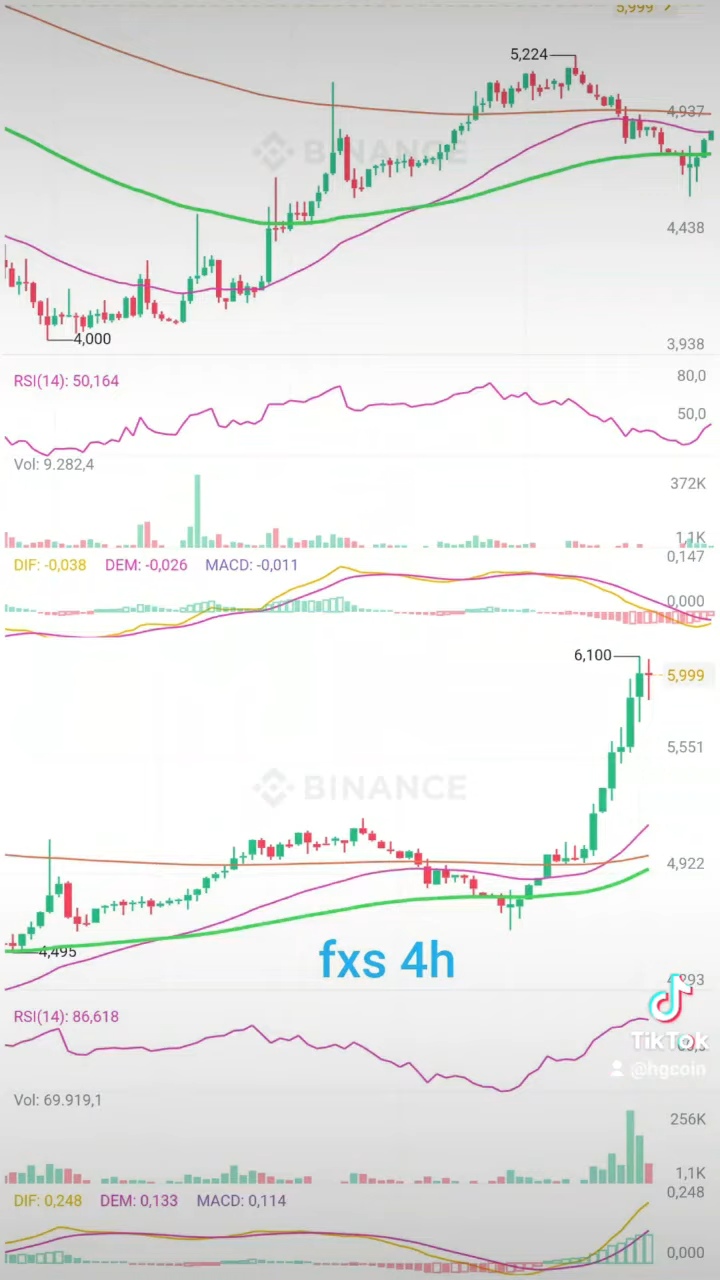 5,999
5,224
4,937
BINANCE
4,438
4,000
3,938
RSI(14): 50,164
80,0
50,0
Vol: 9.282,4
372K
1,1K
DIF: -0,038 DEM: -0,026 MACD: -0,011
0,147
0,000
6,100
5,999
5,551
BINANCE
4,922
4,495
fxs 4h
RSI(14): 86,618
TikTok
@hgcoin
Vol: 69.919,1
256K
1,1K
DIF: 0,248 DEM: 0,133 MACD: 0,114
0,248
0,000